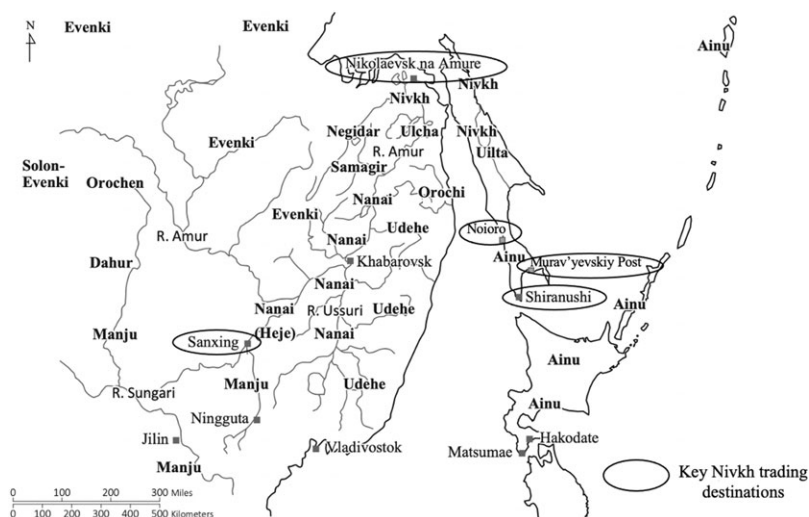 N
Evenki
Evenki
Ainu
Nikolaevsk na Amure
Nivkh
Nivkh
Negidár
Ulcha
Nivkh
R. Amur
Evenki
Uilta
Samagir
Solon-
Evenki
Orochen
Orochi
Nanai
Evenki
Udehe
Noioro
R. Amur
Nanai
Ainu
Murav'yevskiy Post
Dahur
Khabarovsk
Nanai
Shiranushi
Nanai
R. Ussuri
Udehe
Ainu
Manju
(Heje)
Nanai
Sanxing
Ainu
Manju
Udehe
R. Sungari
Ainu
Ningguta
Jilin
Vladivostok
Hakodate
Matsumae
Manju
Key Nivkh trading
destinations
0 100 200 300 Miles
0 100 200 300 400 500 Kilometers